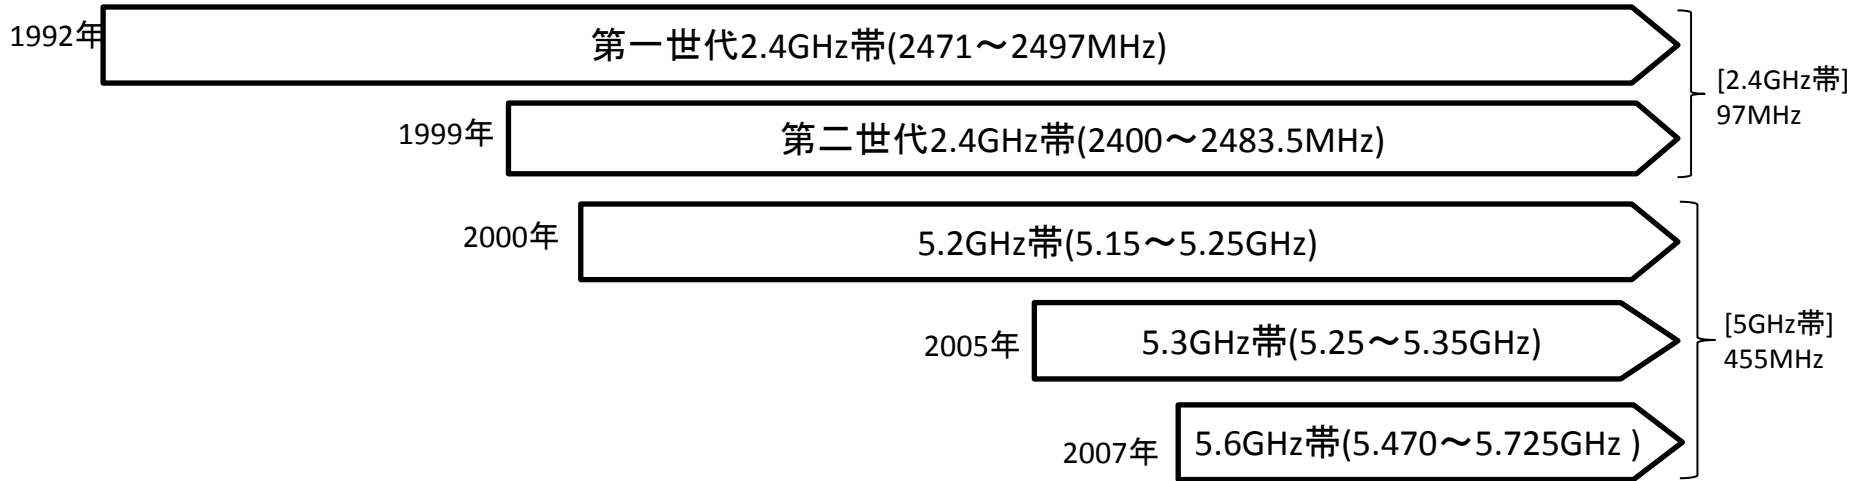 1992年
第一世代2.4GHz帯(2471～2497MHz)
[2.4GHz帯]
97MHz
1999年
第二世代2.4GHz帯(2400～2483.5MHz)
2000年
5.2GHz帯(5.15～5.25GHz)
2005年
5.3GHz帯(5.25～5.35GHz)
[5GHz帯]
455MHz
2007年
5.6GHz帯(5.470～5.725GHz )